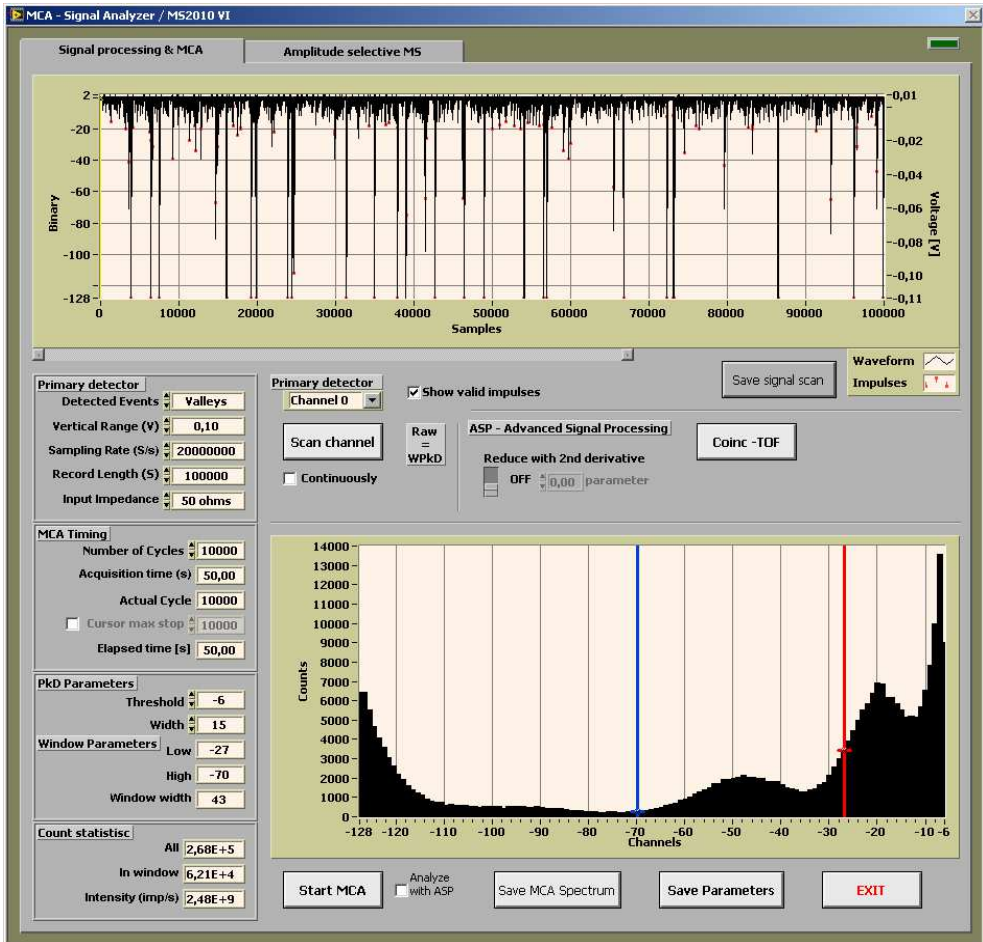 MCA - Signal Analyzer / MS2010 VI
Signal processing & MCA
Amplitude selective MS
2
-20
-40
-60
-80
-100
-128
Binary
-0,01
-0,02
-0,04
-0,06
-0,08
-0,10
-0,11
Voltage [V]
0 10000 20000 30000 40000 50000 60000 70000 80000 90000 100000
Samples
Save signal scan
Waveform
Impulses
Primary detector
Detected Events Valleys
Vertical Range (V) 0,10
Sampling Rate (S/s) 20000000
Record Length (S) 100000
Input Impedance 50 ohms
Primary detector
Channel 0
Show valid impulses
Scan channel
Continuously
Raw
=
WPkD
ASP - Advanced Signal Processing
Reduce with 2nd derivative
OFF 0,00 parameter
Coinc -TOF
MCA Timing
Number of Cycles 10000
Acquisition time (s) 50,00
Actual Cycle 10000
Cursor max stop 10000
Elapsed time [s] 50,00
PkD Parameters
Threshold -6
Width 15
Window Parameters
Low -27
High -70
Window width 43
Count statistisc
All 2,68E+5
In window 6,21E+4
Intensity (imp/s) 2,48E+9
14000
13000
12000
11000
10000
9000
8000
7000
6000
5000
4000
3000
2000
1000
0
Counts
-128 -120 -110 -100 -90 -80 -70 -60 -50 -40 -30 -20 -10 -6
Channels
Start MCA
Analyze
with ASP
Save MCA Spectrum
Save Parameters
EXIT